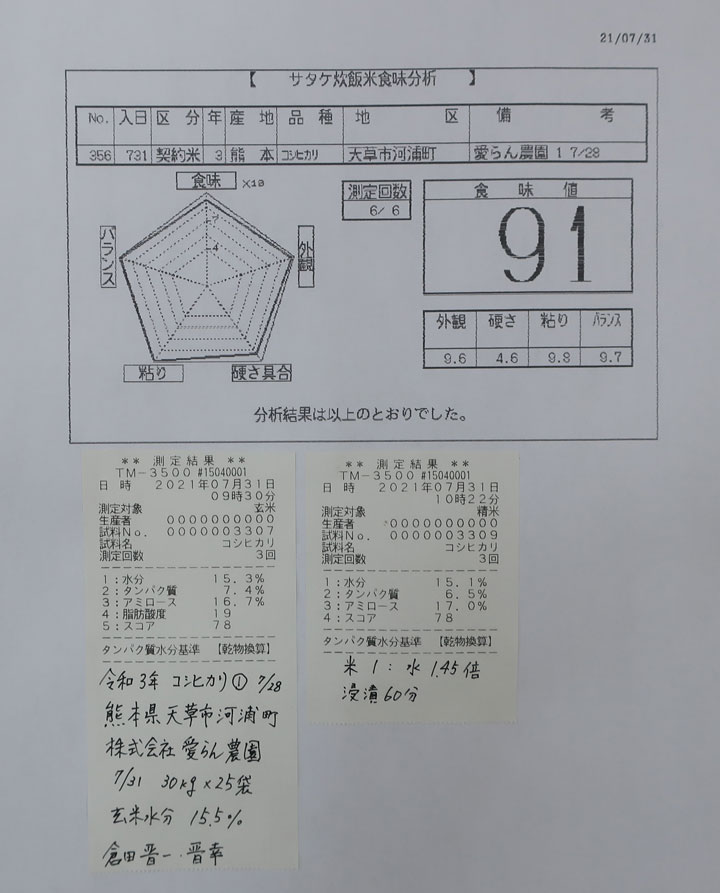 21/07/31
【 サタケ炊飯米食味分析 】
No. 入日 区分 年 産地 品種 地区 備考
356 731 契約米 3 熊本 コシヒカリ 天草市河浦町 愛らん農園 1 7/28
食味 ×10
7
4
バランス
外観
粘り
硬さ具合
測定回数
6/ 6
食味値
91
外観 硬さ 粘り バランス
9.6 4.6 9.8 9.7
分析結果は以上のとおりでした。
** 測定結果 **
TM-3500 #15040001
日時 2021年07月31日
09時30分
測定対象 玄米
生産者 0000000000
試料No. 0000003307
試料名 コシヒカリ
測定回数 3回
1:水分 15.3%
2:タンパク質 7.4%
3:アミロース 16.7%
4:脂肪酸度 19
5:スコア 78
タンパク質水分基準 【乾物換算】
令和3年 コシヒカリ① 7/28
熊本県天草市河浦町
株式会社 愛らん農園
7/31 30kg×25袋
玄米水分 15.5%
倉田晋一・晋幸
** 測定結果 **
TM-3500 #15040001
日時 2021年07月31日
10時22分
測定対象 精米
生産者 0000000000
試料No. 0000003309
試料名 コシヒカリ
測定回数 3回
1:水分 15.1%
2:タンパク質 6.5%
3:アミロース 17.0%
4:スコア 78
タンパク質水分基準 【乾物換算】
米 1 : 水 1.45倍
浸漬60分